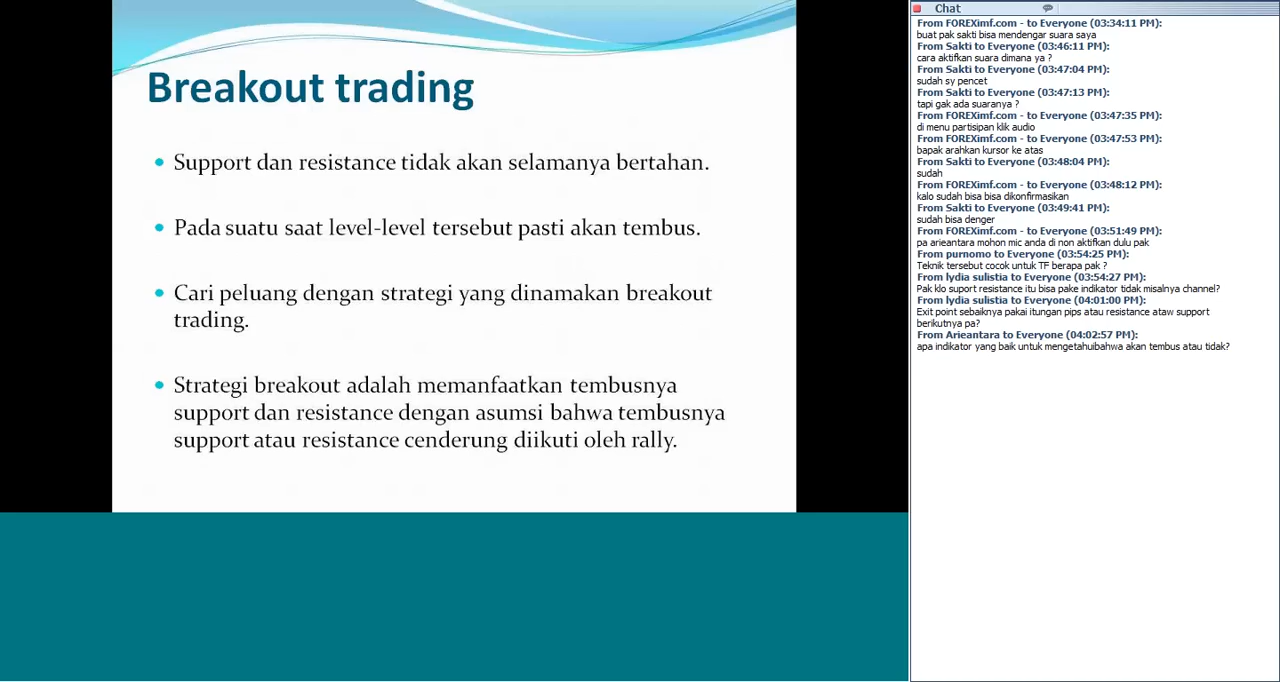 Breakout trading
• Support dan resistance tidak akan selamanya bertahan.
• Pada suatu saat level-level tersebut pasti akan tembus.
• Cari peluang dengan strategi yang dinamakan breakout
trading.
• Strategi breakout adalah memanfaatkan tembusnya
support dan resistance dengan asumsi bahwa tembusnya
support atau resistance cenderung diikuti oleh rally.
Chat
From FOREXimf.com - to Everyone (03:34:11 PM):
buat pak sakti bisa mendengar suara saya
From Sakti to Everyone (03:46:11 PM):
cara aktifkan suara dimana ya ?
From Sakti to Everyone (03:47:04 PM):
sudah sy pencet
From Sakti to Everyone (03:47:13 PM):
tapi gak ada suaranya ?
From FOREXimf.com - to Everyone (03:47:35 PM):
di menu partisipan klik audio
From FOREXimf.com - to Everyone (03:47:53 PM):
bapak arahkan kursor ke atas
From Sakti to Everyone (03:48:04 PM):
sudah
From FOREXimf.com - to Everyone (03:48:12 PM):
kalo sudah bisa bisa dikonfirmasikan
From Sakti to Everyone (03:49:41 PM):
sudah bisa denger
From FOREXimf.com - to Everyone (03:51:49 PM):
pa arieantara mohon mic anda di non aktifkan dulu pak
From purnomo to Everyone (03:54:25 PM):
Teknik tersebut cocok untuk TF berapa pak ?
From lydia sulistia to Everyone (03:54:27 PM):
Pak klo suport resistance itu bisa pake indikator tidak misalnya channel?
From lydia sulistia to Everyone (04:01:00 PM):
Exit point sebaiknya pakai itungan pips atau resistance ataw support
berikutnya pa?
From Arieantara to Everyone (04:02:57 PM):
apa indikator yang baik untuk mengetahuibahwa akan tembus atau tidak?